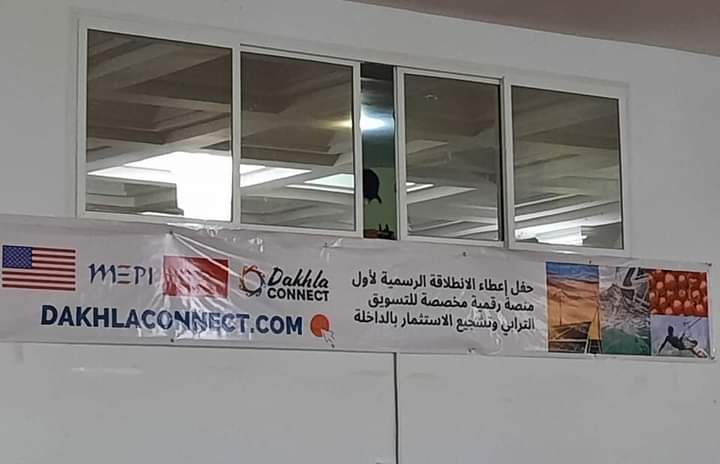 MEPI
Dakhla
CONNECT
DAKHLACONNECT.COM
حفل إعطاء الانطلاقة الرسمية لأول
منصة رقمية مخصصة للتسويق
الترابي وتشجيع الاستثمار بالداخلة